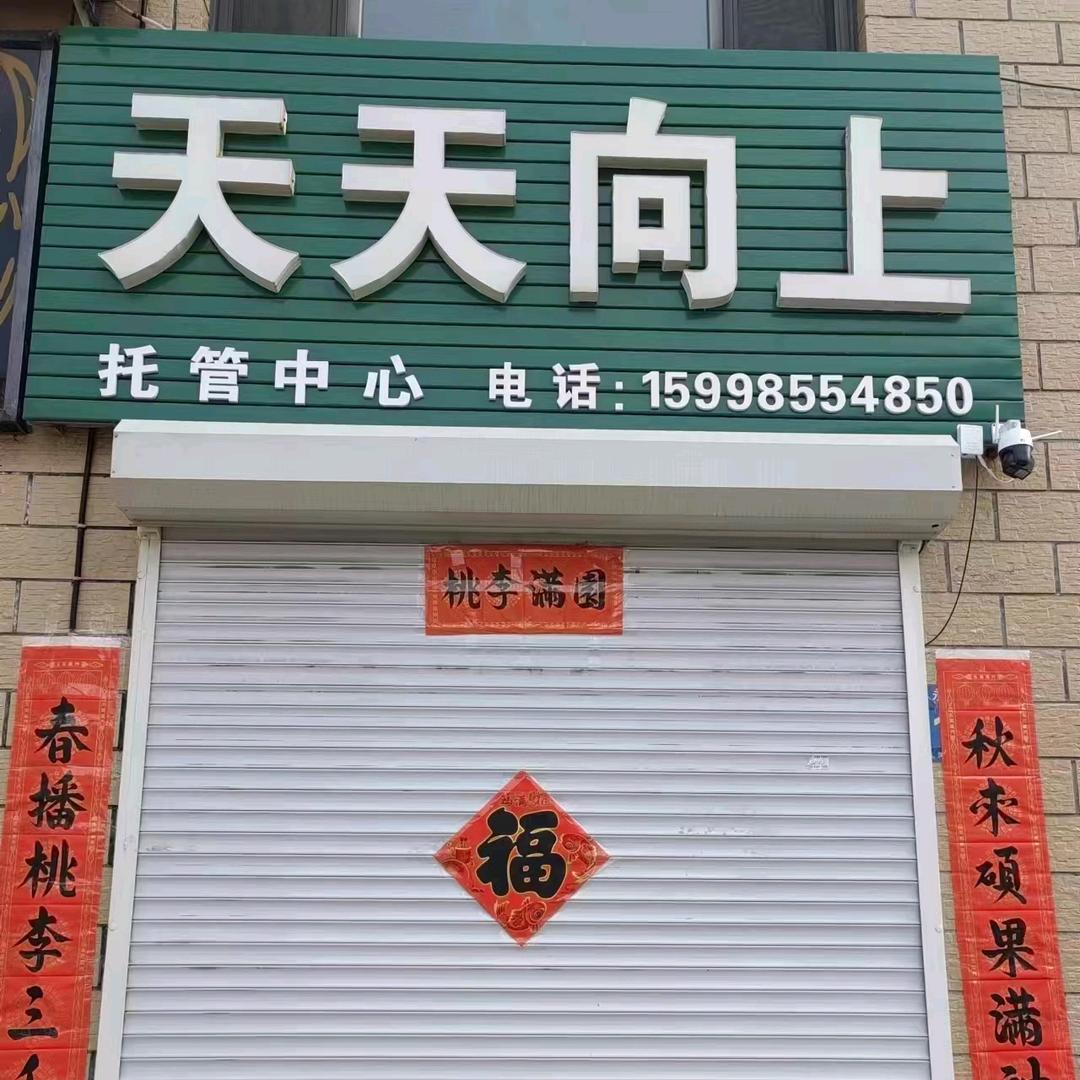 天天向上
托管中心 电话:15998554850
桃李满园
春播桃李三
福
秋来硕果满